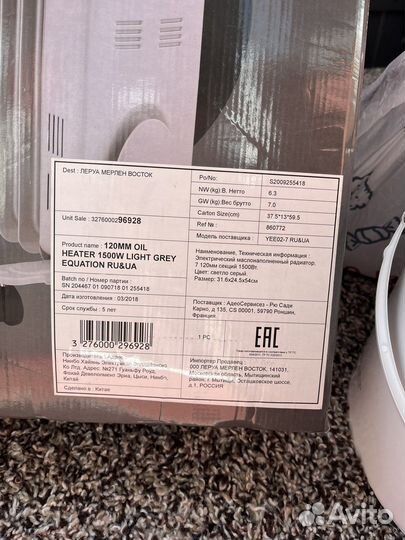 Dest : ЛЕРУА МЕРЛЕН ВОСТОК
Unit Sale : 3276000296928
Product name : 120MM OIL
HEATER 1500W LIGHT GREY
EQUATION RU&UA
Batch no / Номер партии :
SN 204467 01 090718 01 255418
Дата изготовления : 03/2018
Срок службы : 5 лет
3 276000 296928
1 PC
Китай
Сделано в : Китае
Po/No: S2009255418
NW (kg):В. Нетто 6.3
GW (kg):Вес брутто 7.0
Carton Size(cm) 37.5*13*59.5
Ref № : 860772
Модель поставщика : YEE02-7 RU&UA
Наименование, Техническая информация :
Электрический маслонаполненный радиатор.
7 120мм секций 1500Вт.
Цвет: светло серый.
Размер: 31.6x24.5x54см
Поставщик : АдеоСервисез - Рю Сади
Карно, д 135, CS 00001, 59790 Роншин,
Франция.
EAC
Импортер Продавец :
ООО ЛЕРУА МЕРЛЕН ВОСТОК, 141031,
Московская область, Мытищинский
район, г. Мытищи, Осташковское шоссе,
д.1, РОССИЯ
Avito